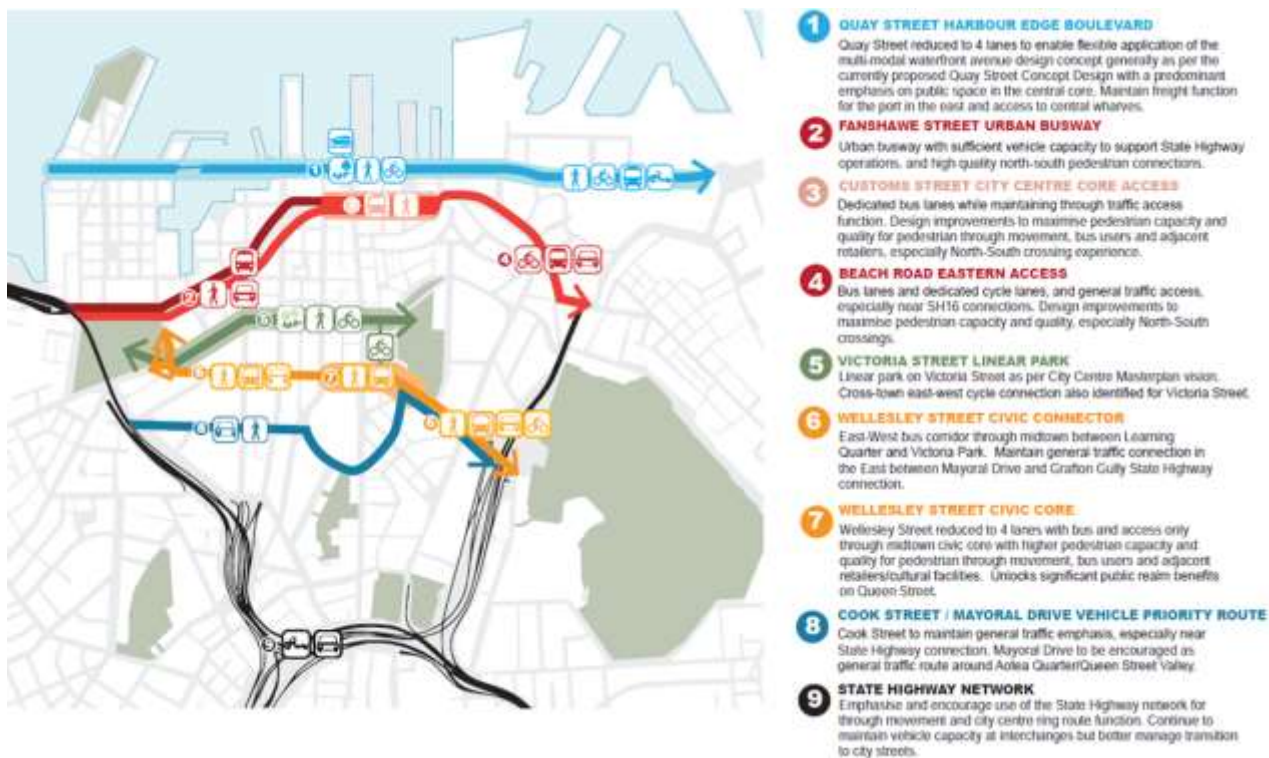 1 QUAY STREET HARBOUR EDGE BOULEVARD
Quay Street reduced to 4 lanes to enable flexible application of the
multi-modal waterfront avenue design concept generally as per the
currently proposed Quay Street Concept Design with a predominant
emphasis on public space in the central core. Maintain freight function
for the port in the east and access to central wharves.
2 FANSHAWE STREET URBAN BUSWAY
Urban busway with sufficient vehicle capacity to support State Highway
operations, and high quality north-south pedestrian connections.
3 CUSTOMS STREET CITY CENTRE CORE ACCESS
Dedicated bus lanes while maintaining through traffic access
function. Design improvements to maximise pedestrian capacity and
quality for pedestrian through movement, bus users and adjacent
retailers, especially North-South crossing experience.
4 BEACH ROAD EASTERN ACCESS
Bus lanes and dedicated cycle lanes, and general traffic access,
especially near SH16 connections. Design improvements to
maximise pedestrian capacity and quality, especially North-South
crossings.
5 VICTORIA STREET LINEAR PARK
Linear park on Victoria Street as per City Centre Masterplan vision.
Cross-town east-west cycle connection also identified for Victoria Street.
6 WELLESLEY STREET CIVIC CONNECTOR
East-West bus corridor through midtown between Learning
Quarter and Victoria Park. Maintain general traffic connection in
the East between Mayoral Drive and Grafton Gully State Highway
connection.
7 WELLESLEY STREET CIVIC CORE
Wellesley Street reduced to 4 lanes with bus and access only
through midtown civic core with higher pedestrian capacity and
quality for pedestrian through movement, bus users and adjacent
retailers/cultural facilities. Unlocks significant public realm benefits
on Queen Street.
8 COOK STREET / MAYORAL DRIVE VEHICLE PRIORITY ROUTE
Cook Street to maintain general traffic emphasis, especially near
State Highway connection. Mayoral Drive to be encouraged as
general traffic route around Aotea Quarter/Queen Street Valley.
9 STATE HIGHWAY NETWORK
Emphasise and encourage use of the State Highway network for
through movement and city centre ring route function. Continue to
maintain vehicle capacity at interchanges but better manage transition
to city streets.